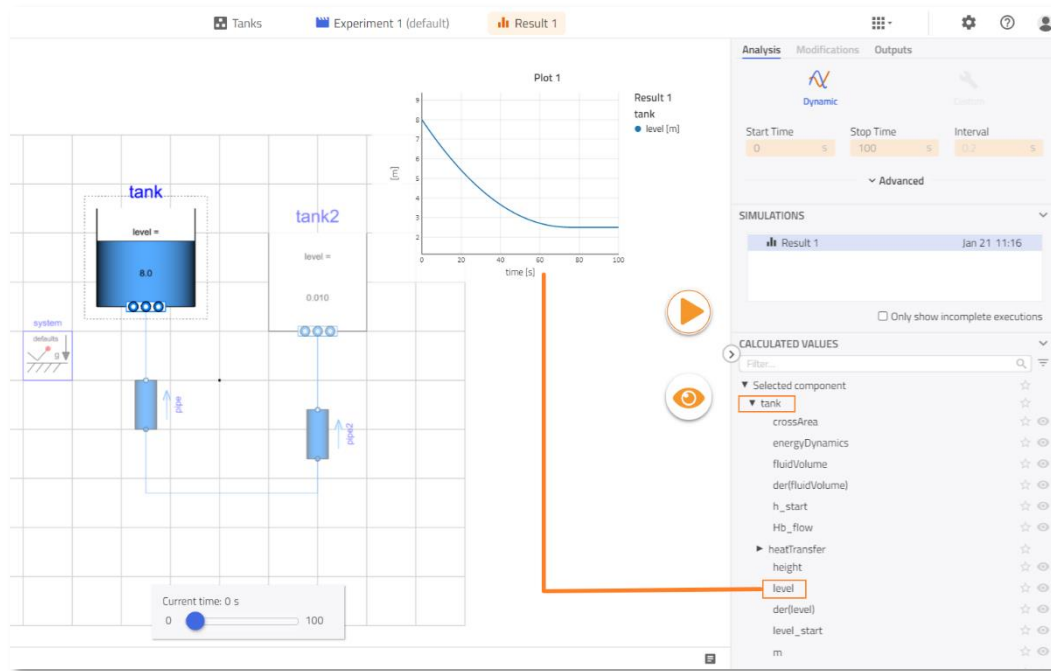 Tanks
Experiment 1 (default)
Result 1
Analysis
Modifications
Outputs
Dynamic
Custom
Start Time
Stop Time
Interval
0 s
100 s
0.2 s
Advanced
SIMULATIONS
Result 1
Jan 21 11:16
Only show incomplete executions
CALCULATED VALUES
Filter...
Selected component
tank
crossArea
energyDynamics
fluidVolume
der(fluidVolume)
h_start
Hb_flow
heatTransfer
height
level
der(level)
level_start
m
Plot 1
Result 1
tank
level [m]
[m]
9
8
7
6
5
4
3
2
0
20
40
60
80
100
time [s]
tank
level =
8.0
tank2
level =
0.010
system
defaults
g
pipe
pipe2
Current time: 0 s
0
100